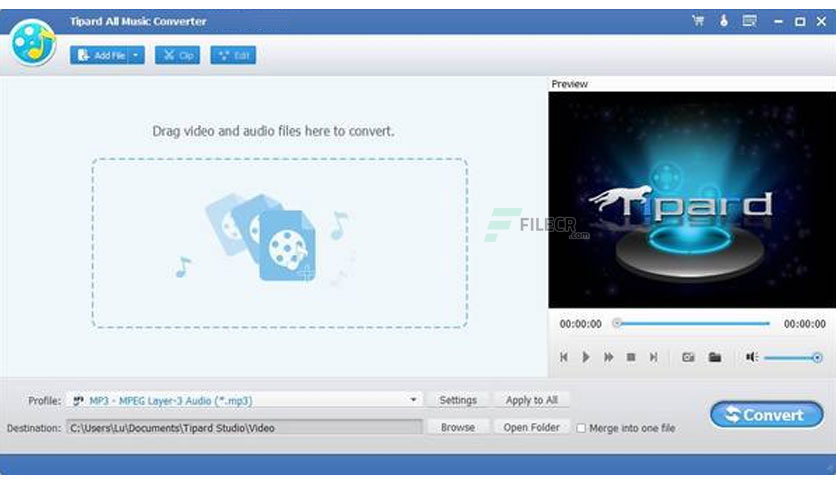 Tipard All Music Converter
Add File Clip Edit
Preview
Drag video and audio files here to convert.
Tipard
FILECR
.com
00:00:00 00:00:00
Profile: MP3 - MPEG Layer-3 Audio (*.mp3) Settings Apply to All
Convert
Destination: C:\Users\Lu\Documents\Tipard Studio\Video Browse Open Folder Merge into one file